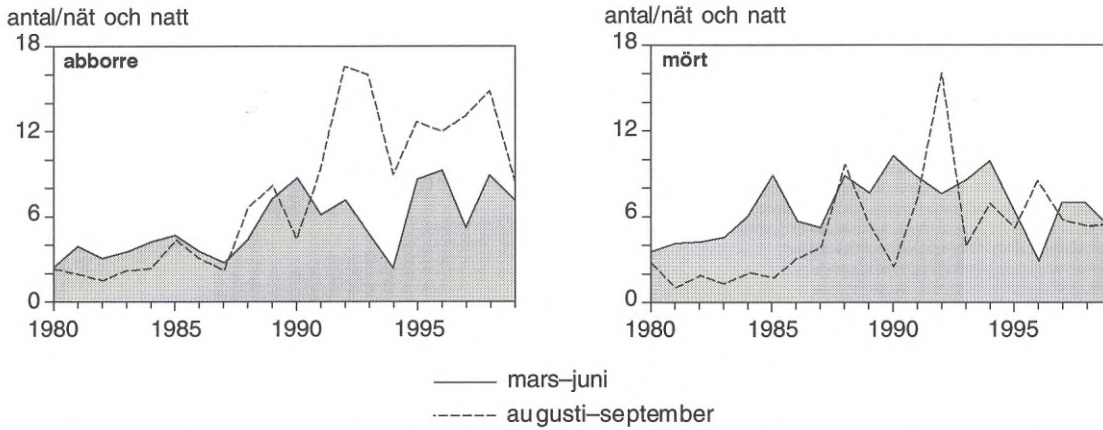 antal/nät och natt
18
abborre
12
6
0
1980 1985 1990 1995
antal/nät och natt
18
mört
12
6
0
1980 1985 1990 1995
mars–juni
augusti–september